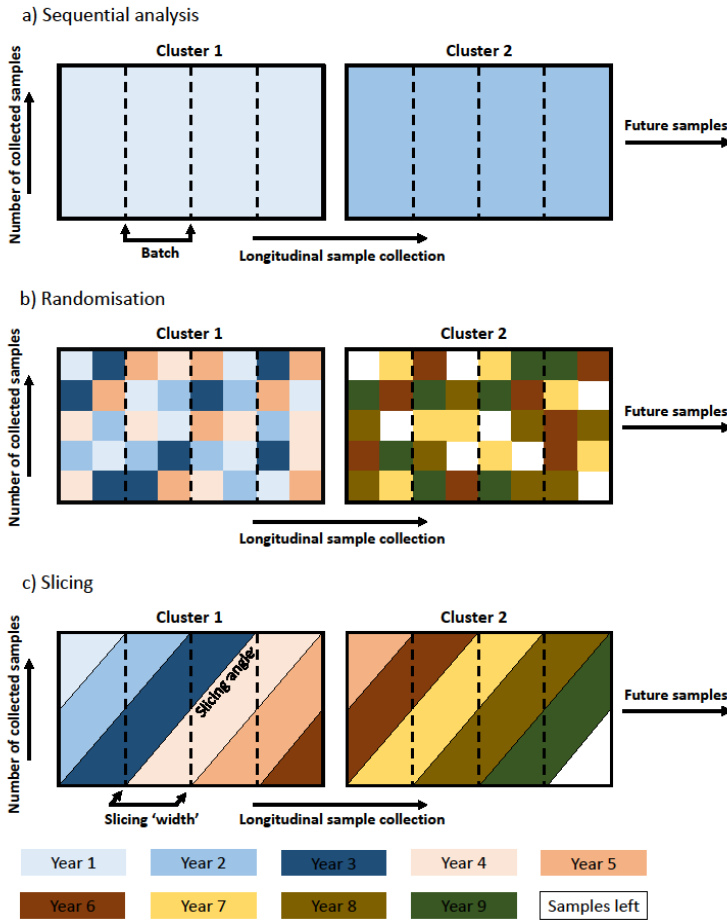 a) Sequential analysis
Cluster 1
Cluster 2
Number of collected samples
Future samples
Batch
Longitudinal sample collection
b) Randomisation
Cluster 1
Cluster 2
Number of collected samples
Future samples
Longitudinal sample collection
c) Slicing
Cluster 1
Cluster 2
Number of collected samples
Slicing angle
Future samples
Slicing ‘width’
Longitudinal sample collection
Year 1
Year 2
Year 3
Year 4
Year 5
Year 6
Year 7
Year 8
Year 9
Samples left